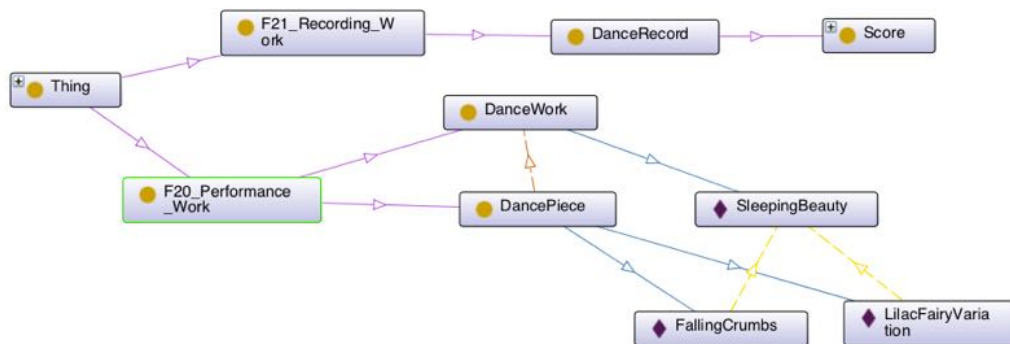 F21_Recording_W
ork
DanceRecord
Score
Thing
DanceWork
F20_Performance
_Work
DancePiece
SleepingBeauty
FallingCrumbs
LilacFairyVaria
tion